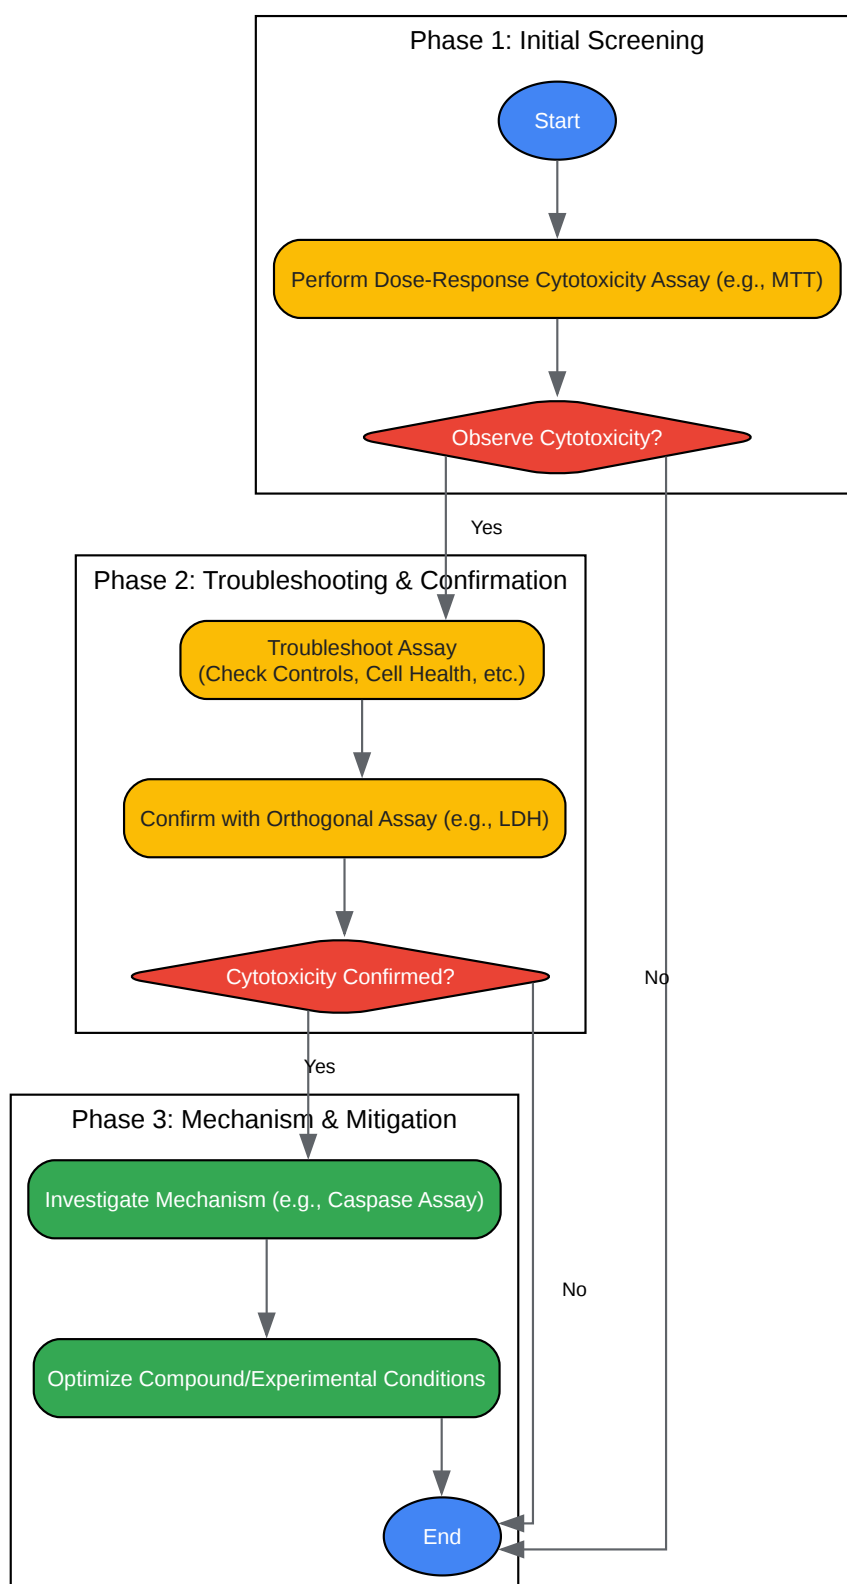 Phase 1: Initial Screening
Start
Perform Dose-Response Cytotoxicity Assay (e.g., MTT)
Observe Cytotoxicity?
Yes
Phase 2: Troubleshooting & Confirmation
Troubleshoot Assay
(Check Controls, Cell Health, etc.)
Confirm with Orthogonal Assay (e.g., LDH)
Cytotoxicity Confirmed?
No
Yes
Phase 3: Mechanism & Mitigation
Investigate Mechanism (e.g., Caspase Assay)
No
Optimize Compound/Experimental Conditions
End